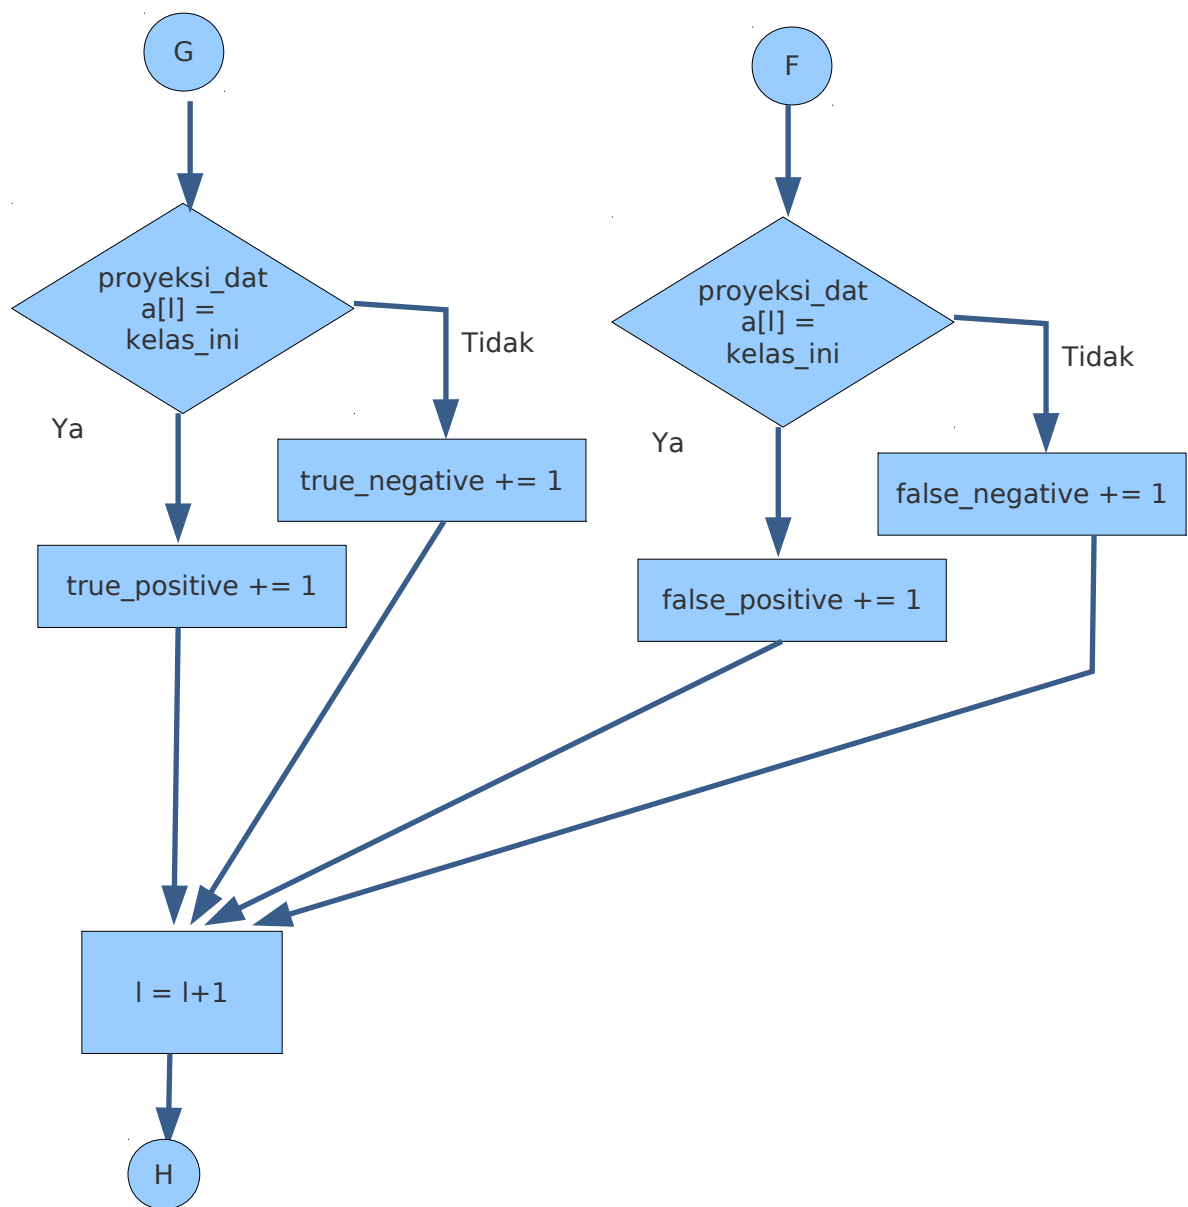 G
F
proyeksi_dat
a[l] =
kelas_ini
Tidak
Ya
proyeksi_dat
a[l] =
kelas_ini
Tidak
Ya
true_negative += 1
false_negative += 1
true_positive += 1
false_positive += 1
l = l+1
H